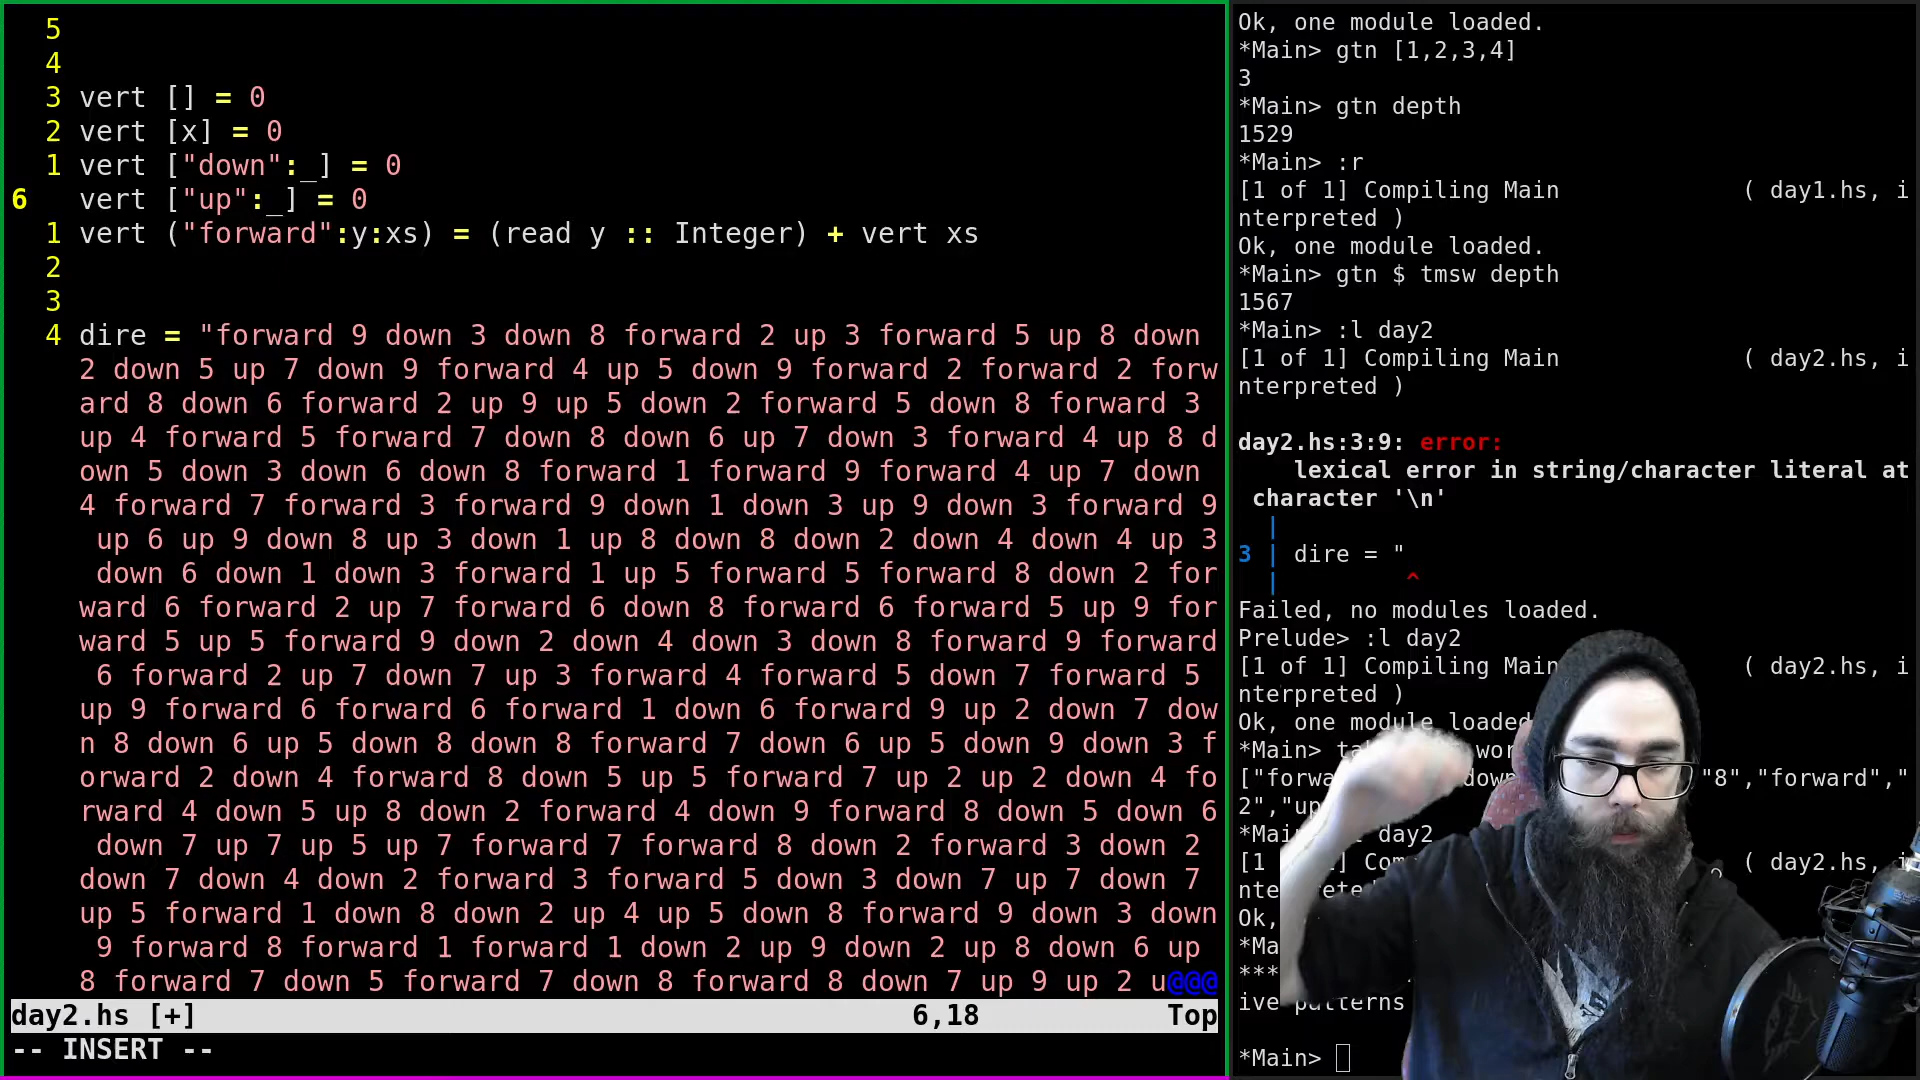 5
4
3 vert [] = 0
2 vert [x] = 0
1 vert ["down":_] = 0
6 vert ["up":_] = 0
1 vert ("forward":y:xs) = (read y :: Integer) + vert xs
2
3
4 dire = "forward 9 down 3 down 8 forward 2 up 3 forward 5 up 8 down
2 down 5 up 7 down 9 forward 4 up 5 down 9 forward 2 forward 2 forw
ard 8 down 6 forward 2 up 9 up 5 down 2 forward 5 down 8 forward 3
up 4 forward 5 forward 7 down 8 down 6 up 7 down 3 forward 4 up 8 d
own 5 down 3 down 6 down 8 forward 1 forward 9 forward 4 up 7 down
4 forward 7 forward 3 forward 9 down 1 down 3 up 9 down 3 forward 9
up 6 up 9 down 8 up 3 down 1 up 8 down 8 down 2 down 4 down 4 up 3
down 6 down 1 down 3 forward 1 up 5 forward 5 forward 8 down 2 for
ward 6 forward 2 up 7 forward 6 down 8 forward 6 forward 5 up 9 for
ward 5 up 5 forward 9 down 2 down 4 down 3 down 8 forward 9 forward
6 forward 2 up 7 down 7 up 3 forward 4 forward 5 down 7 forward 5
up 9 forward 6 forward 6 forward 1 down 6 forward 9 up 2 down 7 dow
n 8 down 6 up 5 down 8 down 8 forward 7 down 6 up 5 down 9 down 3 f
orward 2 down 4 forward 8 down 5 up 5 forward 7 up 2 up 2 down 4 fo
rward 4 down 5 up 8 down 2 forward 4 down 9 forward 8 down 5 down 6
down 7 up 7 up 5 up 7 forward 7 forward 8 down 2 forward 3 down 2
down 7 down 4 down 2 forward 3 forward 5 down 3 down 7 up 7 down 7
up 5 forward 1 down 8 down 2 up 4 up 5 down 8 forward 9 down 3 down
9 forward 8 forward 1 forward 1 down 2 up 9 down 2 up 8 down 6 up
8 forward 7 down 5 forward 7 down 8 forward 8 down 7 up 9 up 2 u@@@
day2.hs [+] 6,18 Top
-- INSERT --
Ok, one module loaded.
*Main> gtn [1,2,3,4]
3
*Main> gtn depth
1529
*Main> :r
[1 of 1] Compiling Main ( day1.hs, i
nterpreted )
Ok, one module loaded.
*Main> gtn $ tmsw depth
1567
*Main> :l day2
[1 of 1] Compiling Main ( day2.hs, i
nterpreted )
day2.hs:3:9: error:
lexical error in string/character literal at
character '\n'
|
3 | dire = "
| ^
Failed, no modules loaded.
Prelude> :l day2
[1 of 1] Compiling Main ( day2.hs, i
nterpreted )
Ok, one module loaded
*Main>
"8","forward","
2","up
day2
[1 ( day2.hs, i
Ok,
***
ive patterns
*Main>